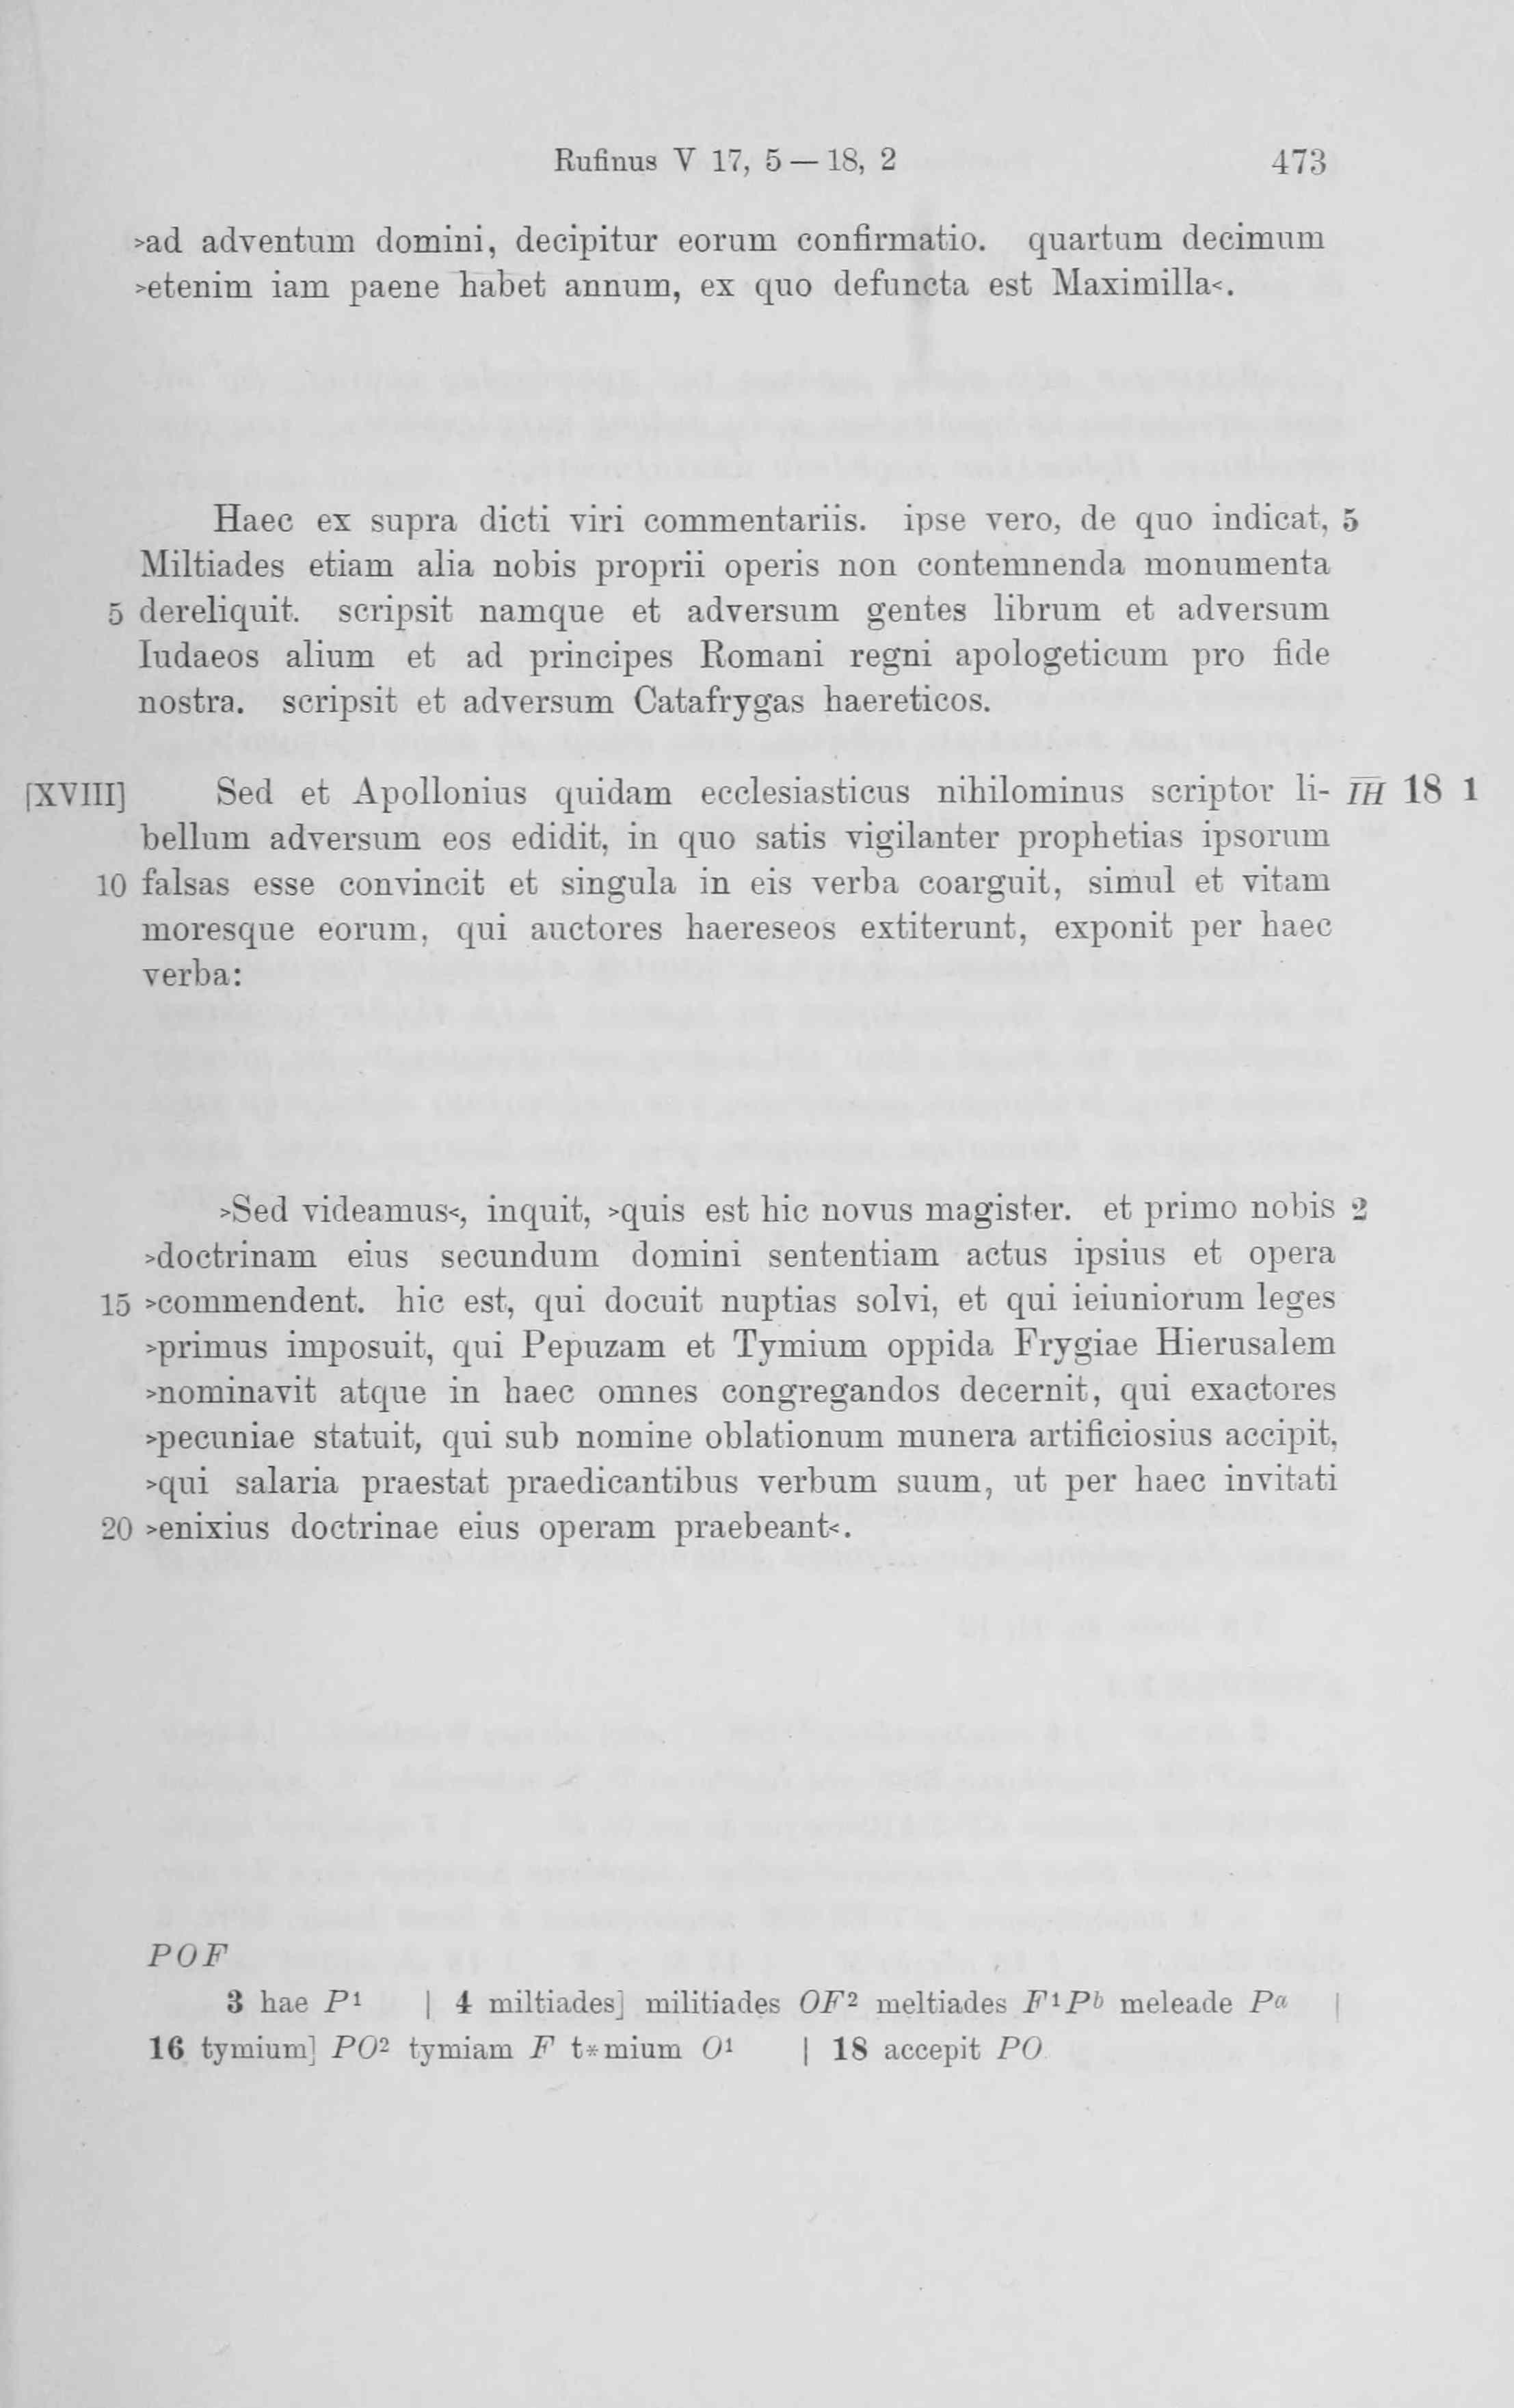 Rufinus V 17, 5 — 18, 2 473
>ad adventum domini, decipitur eorum confirmatio. quartum decimum
>etenim iam paene habet annum, ex quo defuncta est Maximilla<.
Haec ex supra dicti viri commentariis. ipse vero, de quo indicat, 5
Miltiades etiam alia nobis proprii operis non contemnenda monumenta
5 dereliquit. scripsit namque et adversum gentes librum et adversum
Iudaeos alium et ad principes Romani regni apologeticum pro fide
nostra. scripsit et adversum Catafrygas haereticos.
[XVIII] Sed et Apollonius quidam ecclesiasticus nihilominus scriptor li- I̅H̅ 18 1
bellum adversum eos edidit, in quo satis vigilanter prophetias ipsorum
10 falsas esse convincit et singula in eis verba coarguit, simul et vitam
moresque eorum, qui auctores haereseos extiterunt, exponit per haec
verba:
>Sed videamus<, inquit, >quis est hic novus magister. et primo nobis 2
>doctrinam eius secundum domini sententiam actus ipsius et opera
15 >commendent. hic est, qui docuit nuptias solvi, et qui ieiuniorum leges
>primus imposuit, qui Pepuzam et Tymium oppida Frygiae Hierusalem
>nominavit atque in haec omnes congregandos decernit, qui exactores
>pecuniae statuit, qui sub nomine oblationum munera artificiosius accipit,
>qui salaria praestat praedicantibus verbum suum, ut per haec invitati
20 >enixius doctrinae eius operam praebeant<.
POF
3 hae P¹ | 4 miltiades] militiades OF² meltiades F¹Pᵇ meleade Pᵃ |
16 tymium] PO² tymiam F t*mium O¹ | 18 accepit PO